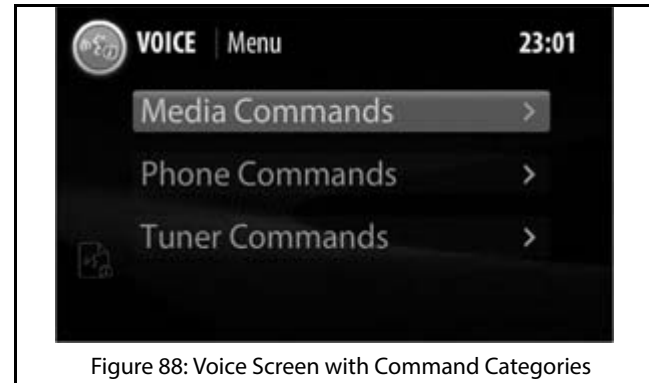 VOICE | Menu 23:01
Media Commands >
Phone Commands >
Tuner Commands >
Figure 88: Voice Screen with Command Categories